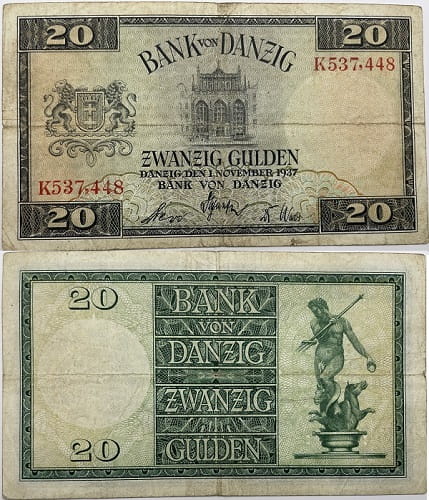 20 20
BANK VON DANZIG
K537,448
ZWANZIG GULDEN
DANZIG, DEN 1. NOVEMBER 1937
BANK VON DANZIG
K537,448
20 20
20 BANK
VON
DANZIG
ZWANZIG
20 GULDEN